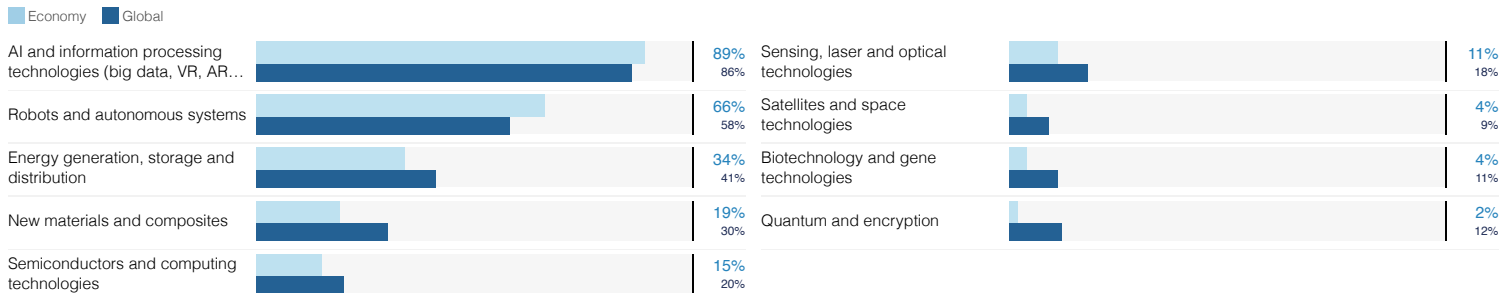 Economy Global
AI and information processing
technologies (big data, VR, AR...
89%
86%
Robots and autonomous systems
66%
58%
Energy generation, storage and
distribution
34%
41%
New materials and composites
19%
30%
Semiconductors and computing
technologies
15%
20%
Sensing, laser and optical
technologies
11%
18%
Satellites and space
technologies
4%
9%
Biotechnology and gene
technologies
4%
11%
Quantum and encryption
2%
12%